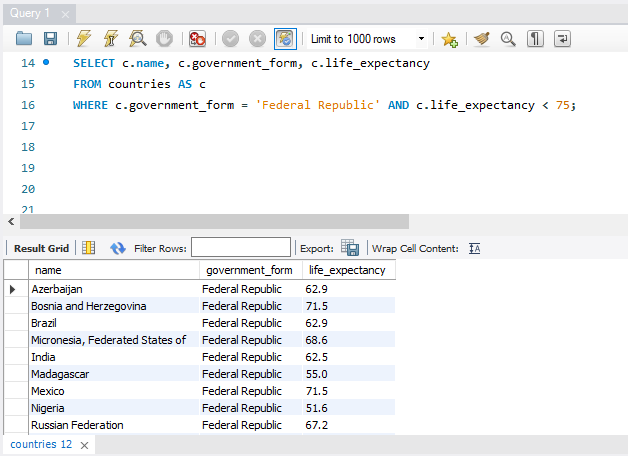 Query 1
Limit to 1000 rows
14 SELECT c.name, c.government_form, c.life_expectancy
15 FROM countries AS c
16 WHERE c.government_form = 'Federal Republic' AND c.life_expectancy < 75;
17
18
19
20
21
Result Grid Filter Rows: Export: Wrap Cell Content: IA
name government_form life_expectancy
Azerbaijan Federal Republic 62.9
Bosnia and Herzegovina Federal Republic 71.5
Brazil Federal Republic 62.9
Micronesia, Federated States of Federal Republic 68.6
India Federal Republic 62.5
Madagascar Federal Republic 55.0
Mexico Federal Republic 71.5
Nigeria Federal Republic 51.6
Russian Federation Federal Republic 67.2
countries 12